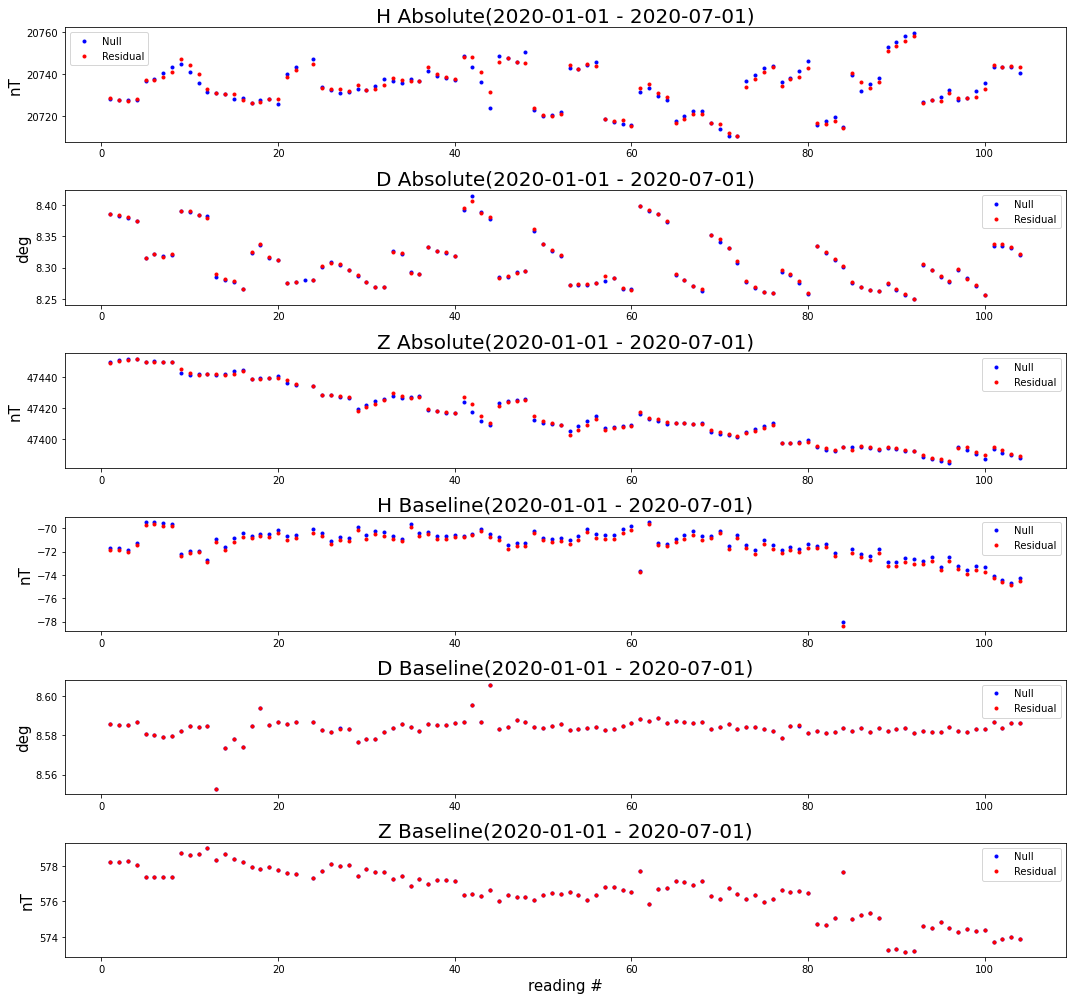 H Absolute(2020-01-01 - 2020-07-01)
20760
20740
20720
nT
Null
Residual
0 20 40 60 80 100
D Absolute(2020-01-01 - 2020-07-01)
8.40
8.35
8.30
8.25
deg
Null
Residual
0 20 40 60 80 100
Z Absolute(2020-01-01 - 2020-07-01)
47440
47420
47400
nT
Null
Residual
0 20 40 60 80 100
H Baseline(2020-01-01 - 2020-07-01)
−70
−72
−74
−76
−78
nT
Null
Residual
0 20 40 60 80 100
D Baseline(2020-01-01 - 2020-07-01)
8.60
8.58
8.56
deg
Null
Residual
0 20 40 60 80 100
Z Baseline(2020-01-01 - 2020-07-01)
578
576
574
nT
Null
Residual
0 20 40 60 80 100
reading #